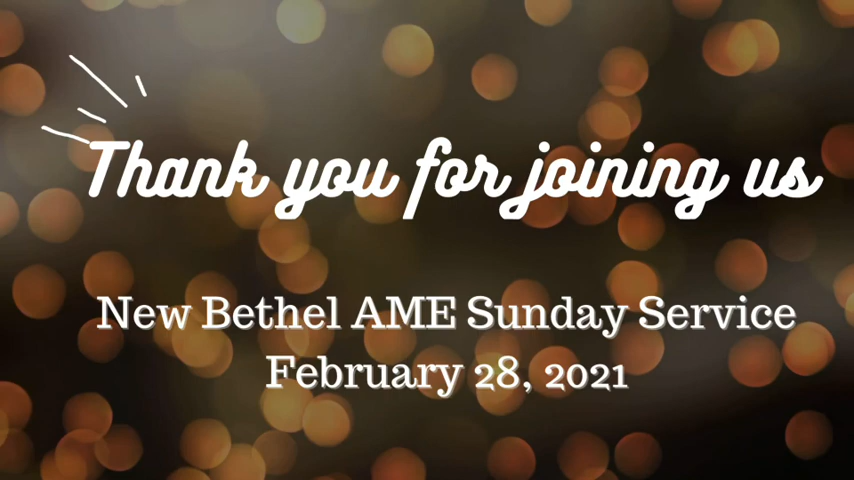 Thank you for joining us
New Bethel AME Sunday Service
February 28, 2021